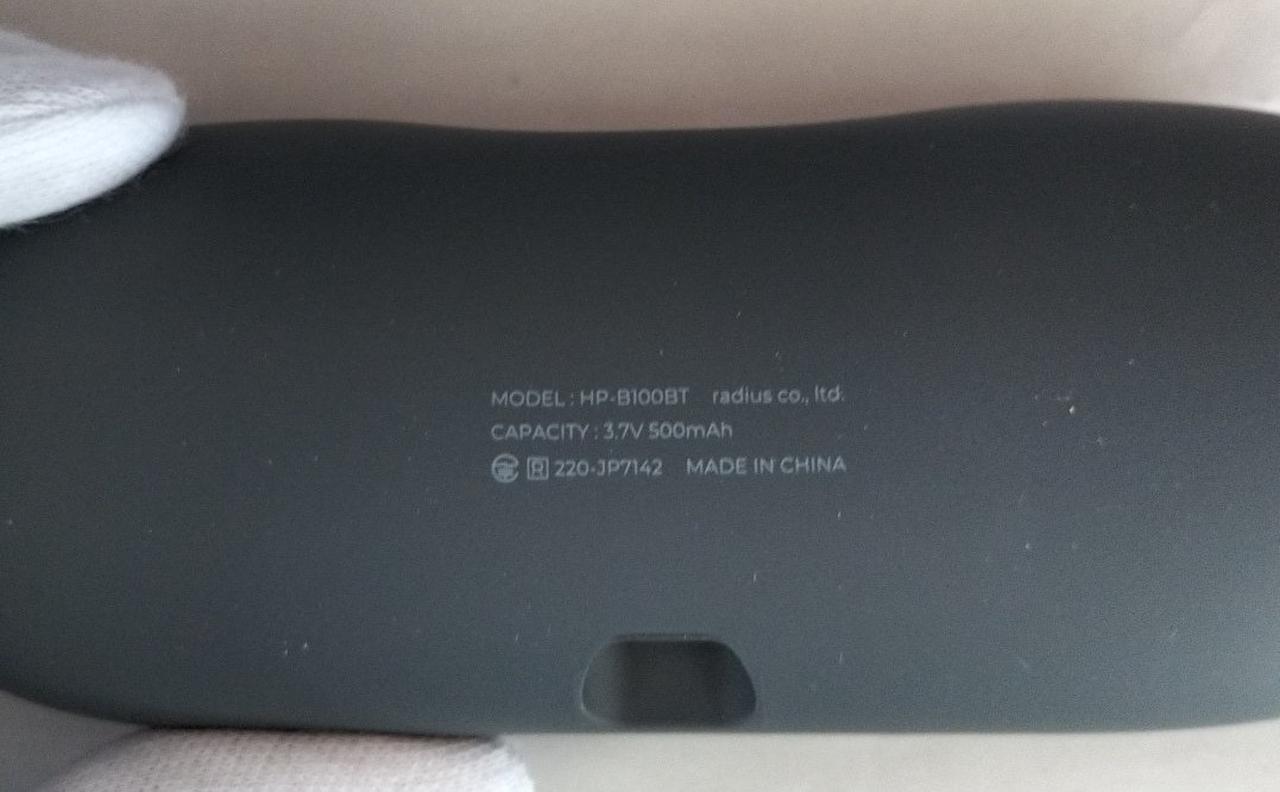 MODEL : HP-B100BT radius co., ltd.
CAPACITY : 3.7V 500mAh
R 220-JP7142 MADE IN CHINA